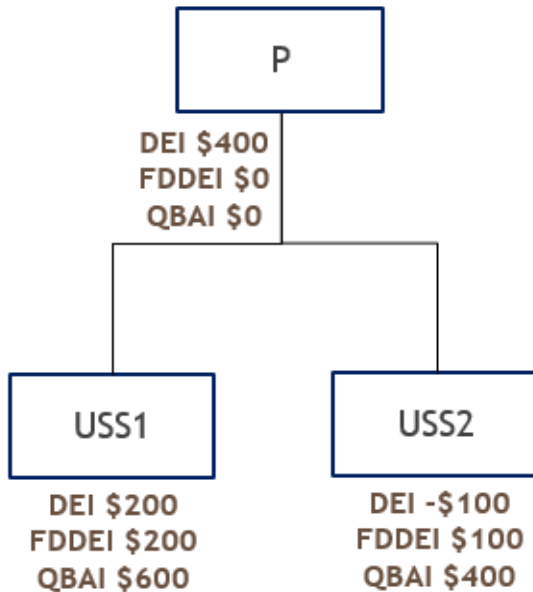 P
DEI $400
FDDEI $0
QBAI $0
USS1
DEI $200
FDDEI $200
QBAI $600
USS2
DEI -$100
FDDEI $100
QBAI $400